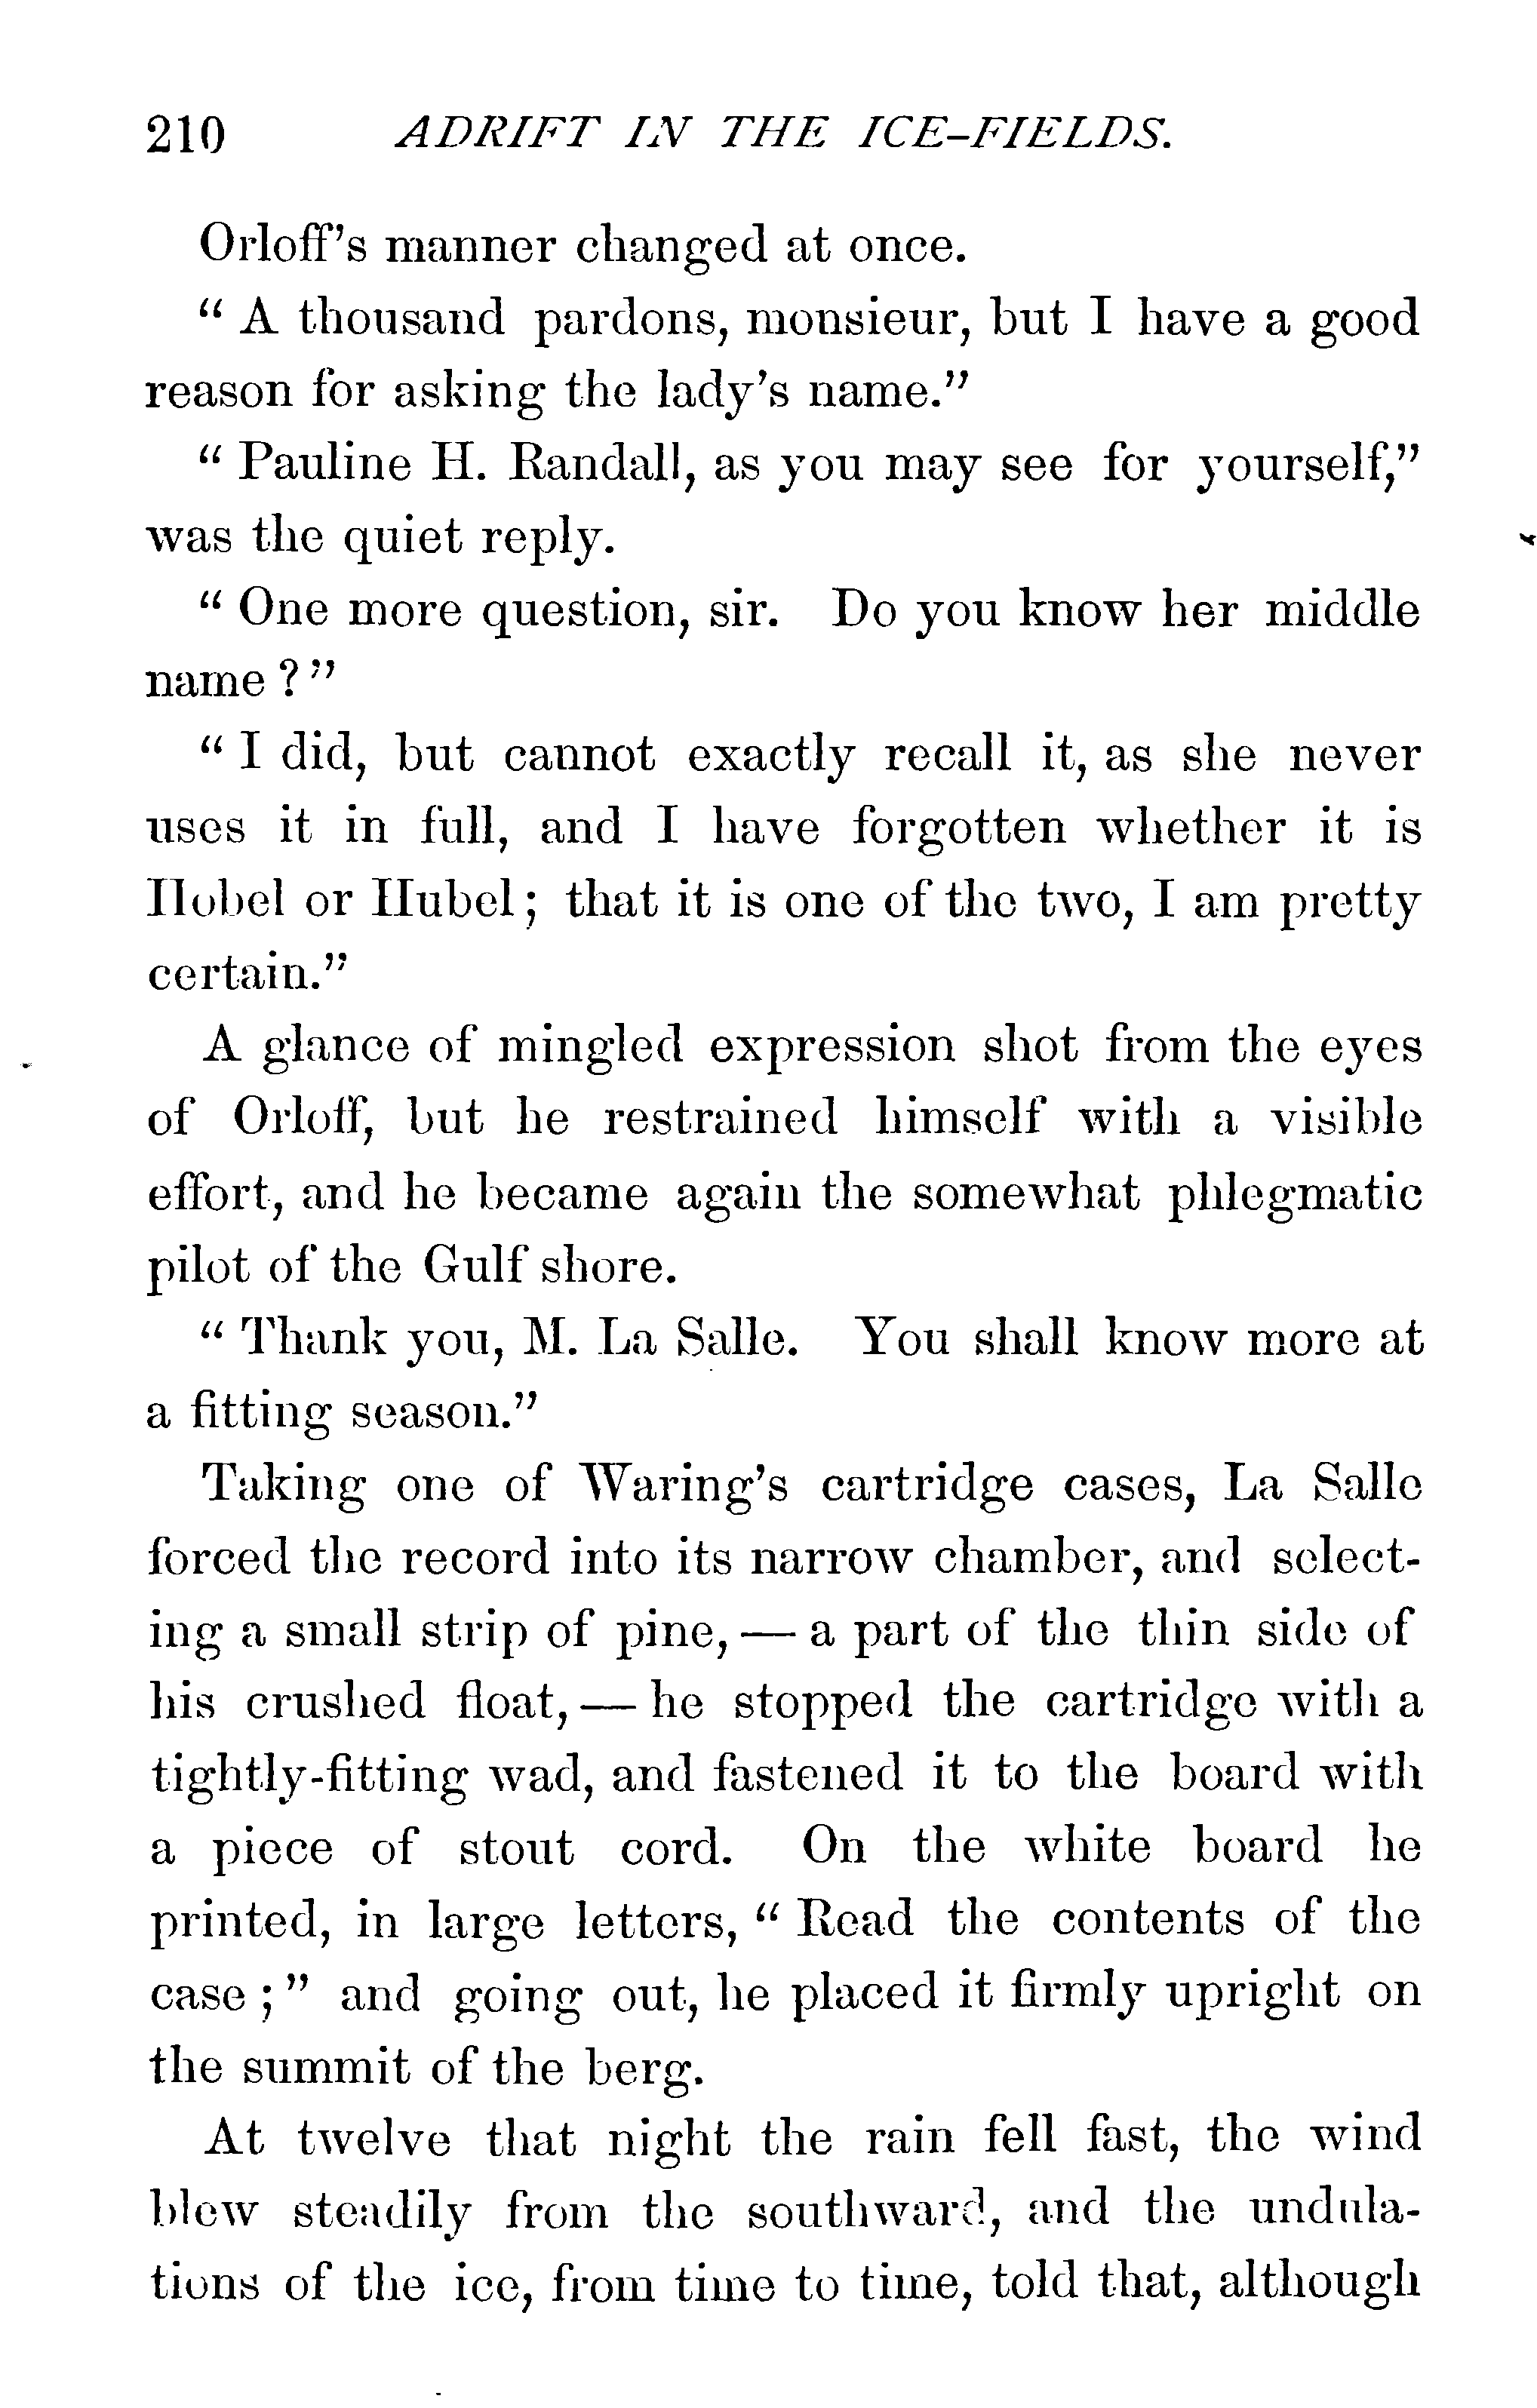 210 ADRIFT IN THE ICE-FIELDS.
Orloff's manner changed at once.
" A thousand pardons, monsieur, but I have a good
reason for asking the lady's name."
" Pauline H. Randall, as you may see for yourself,"
was the quiet reply.
" One more question, sir. Do you know her middle
name ? "
" I did, but cannot exactly recall it, as she never
uses it in full, and I have forgotten whether it is
Hobel or Hubel ; that it is one of the two, I am pretty
certain."
A glance of mingled expression shot from the eyes
of Orloff, but he restrained himself with a visible
effort, and he became again the somewhat phlegmatic
pilot of the Gulf shore.
" Thank you, M. La Salle. You shall know more at
a fitting season."
Taking one of Waring's cartridge cases, La Salle
forced the record into its narrow chamber, and select-
ing a small strip of pine, — a part of the thin side of
his crushed float, — he stopped the cartridge with a
tightly-fitting wad, and fastened it to the board with
a piece of stout cord. On the white board he
printed, in large letters, " Read the contents of the
case ; " and going out, he placed it firmly upright on
the summit of the berg.
At twelve that night the rain fell fast, the wind
blew steadily from the southward, and the undula-
tions of the ice, from time to time, told that, although